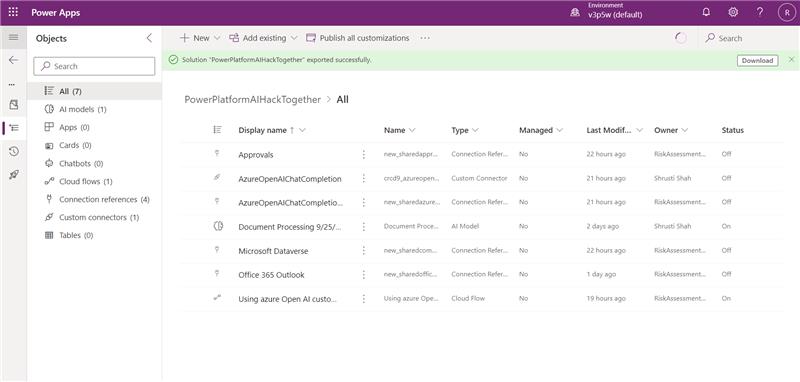 Power Apps
Environment
v3p5w (default)
R
Objects
Search
All (7)
AI models (1)
Apps (0)
Cards (0)
Chatbots (0)
Cloud flows (1)
Connection references (4)
Custom connectors (1)
Tables (0)
New
Add existing
Publish all customizations
Search
Solution "PowerPlatformAIHackTogether" exported successfully.
Download
PowerPlatformAIHackTogether > All
Display name ↑ Name Type Managed Last Modif... Owner Status
Approvals new_sharedappr... Connection Refer... No 22 hours ago RiskAssessment... Off
AzureOpenAIChatCompletion crcd9_azureopen... Custom Connector No 21 hours ago Shrusti Shah Off
AzureOpenAIChatCompletio... new_sharedazure... Connection Refer... No 21 hours ago RiskAssessment... Off
Document Processing 9/25/... Document Proce... AI Model No 2 days ago Shrusti Shah On
Microsoft Dataverse new_sharedcom... Connection Refer... No 22 hours ago RiskAssessment... Off
Office 365 Outlook new_sharedoffic... Connection Refer... No 1 day ago RiskAssessment... Off
Using azure Open AI custo... Using azure Ope... Cloud Flow No 19 hours ago RiskAssessment... On